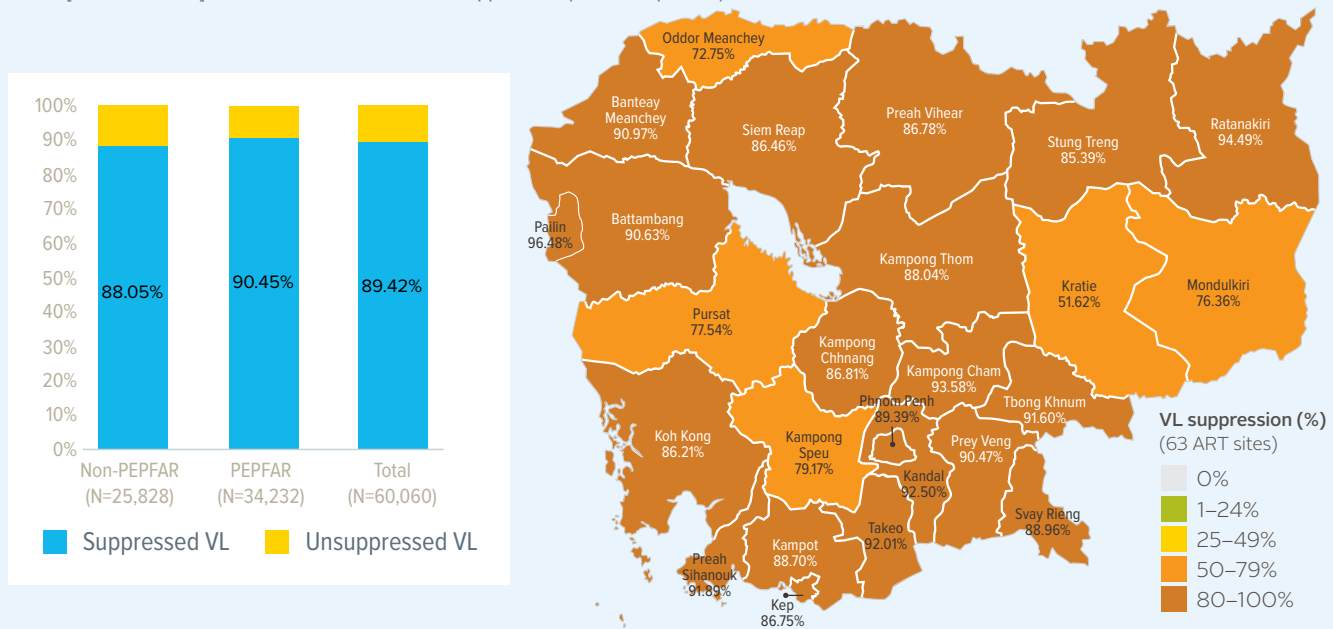 100%
90%
80%
70%
60%
50%
40%
30%
20%
10%
0%
88.05%
90.45%
89.42%
Non-PEPFAR
(N=25,828)
PEPFAR
(N=34,232)
Total
(N=60,060)
Suppressed VL
Unsuppressed VL
Oddor Meanchey
72.75%
Banteay
Meanchey
90.97%
Siem Reap
86.46%
Preah Vihear
86.78%
Stung Treng
85.39%
Ratanakiri
94.49%
Pailin
96.48%
Battambang
90.63%
Kampong Thom
88.04%
Kratie
51.62%
Mondulkiri
76.36%
Pursat
77.54%
Kampong
Chhnang
86.81%
Kampong Cham
93.58%
Phnom Penh
89.39%
Tbong Khnum
91.60%
Koh Kong
86.21%
Kampong
Speu
79.17%
Prey Veng
90.47%
Kandal
92.50%
Svay Rieng
88.96%
Takeo
92.01%
Kampot
88.70%
Preah
Sihanouk
91.89%
Kep
86.75%
VL suppression (%)
(63 ART sites)
0%
1–24%
25–49%
50–79%
80–100%